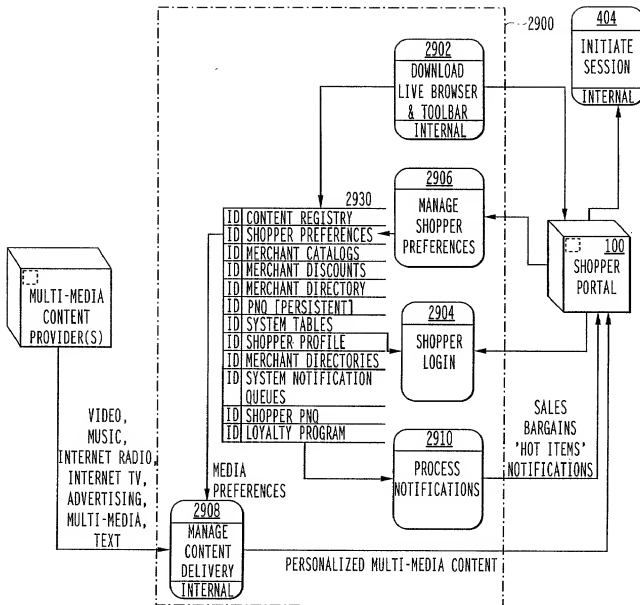 2900
2902
DOWNLOAD
LIVE BROWSER
& TOOLBAR
INTERNAL
404
INITIATE
SESSION
INTERNAL
2906
MANAGE
SHOPPER
PREFERENCES
2930
ID CONTENT REGISTRY
ID SHOPPER PREFERENCES
ID MERCHANT CATALOGS
ID MERCHANT DISCOUNTS
ID MERCHANT DIRECTORY
ID PNQ [PERSISTENT]
ID SYSTEM TABLES
ID SHOPPER PROFILE
ID MERCHANT DIRECTORIES
ID SYSTEM NOTIFICATION
QUEUES
ID SHOPPER PNQ
ID LOYALTY PROGRAM
100
SHOPPER
PORTAL
MULTI-MEDIA
CONTENT
PROVIDER(S)
2904
SHOPPER
LOGIN
VIDEO,
MUSIC,
INTERNET RADIO,
INTERNET TV,
ADVERTISING,
MULTI-MEDIA,
TEXT
MEDIA
PREFERENCES
2910
PROCESS
NOTIFICATIONS
SALES
BARGAINS
'HOT ITEMS'
NOTIFICATIONS
2908
MANAGE
CONTENT
DELIVERY
INTERNAL
PERSONALIZED MULTI-MEDIA CONTENT